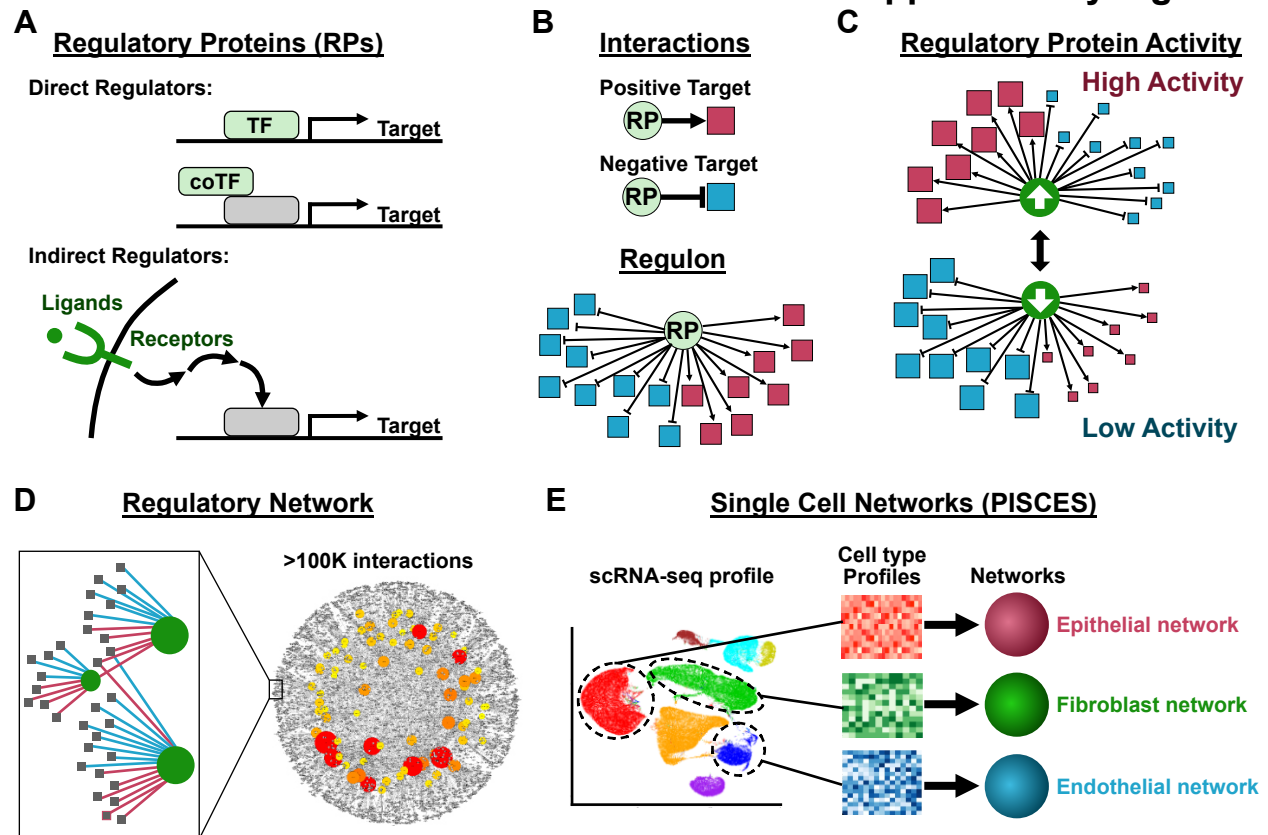 A
Regulatory Proteins (RPs)
Direct Regulators:
TF
Target
coTF
Target
Indirect Regulators:
Ligands
Receptors
Target
B
Interactions
Positive Target
RP
Negative Target
RP
Regulon
RP
C
Regulatory Protein Activity
High Activity
Low Activity
D
Regulatory Network
>100K interactions
E
Single Cell Networks (PISCES)
scRNA-seq profile
Cell type
Profiles
Networks
Epithelial network
Fibroblast network
Endothelial network